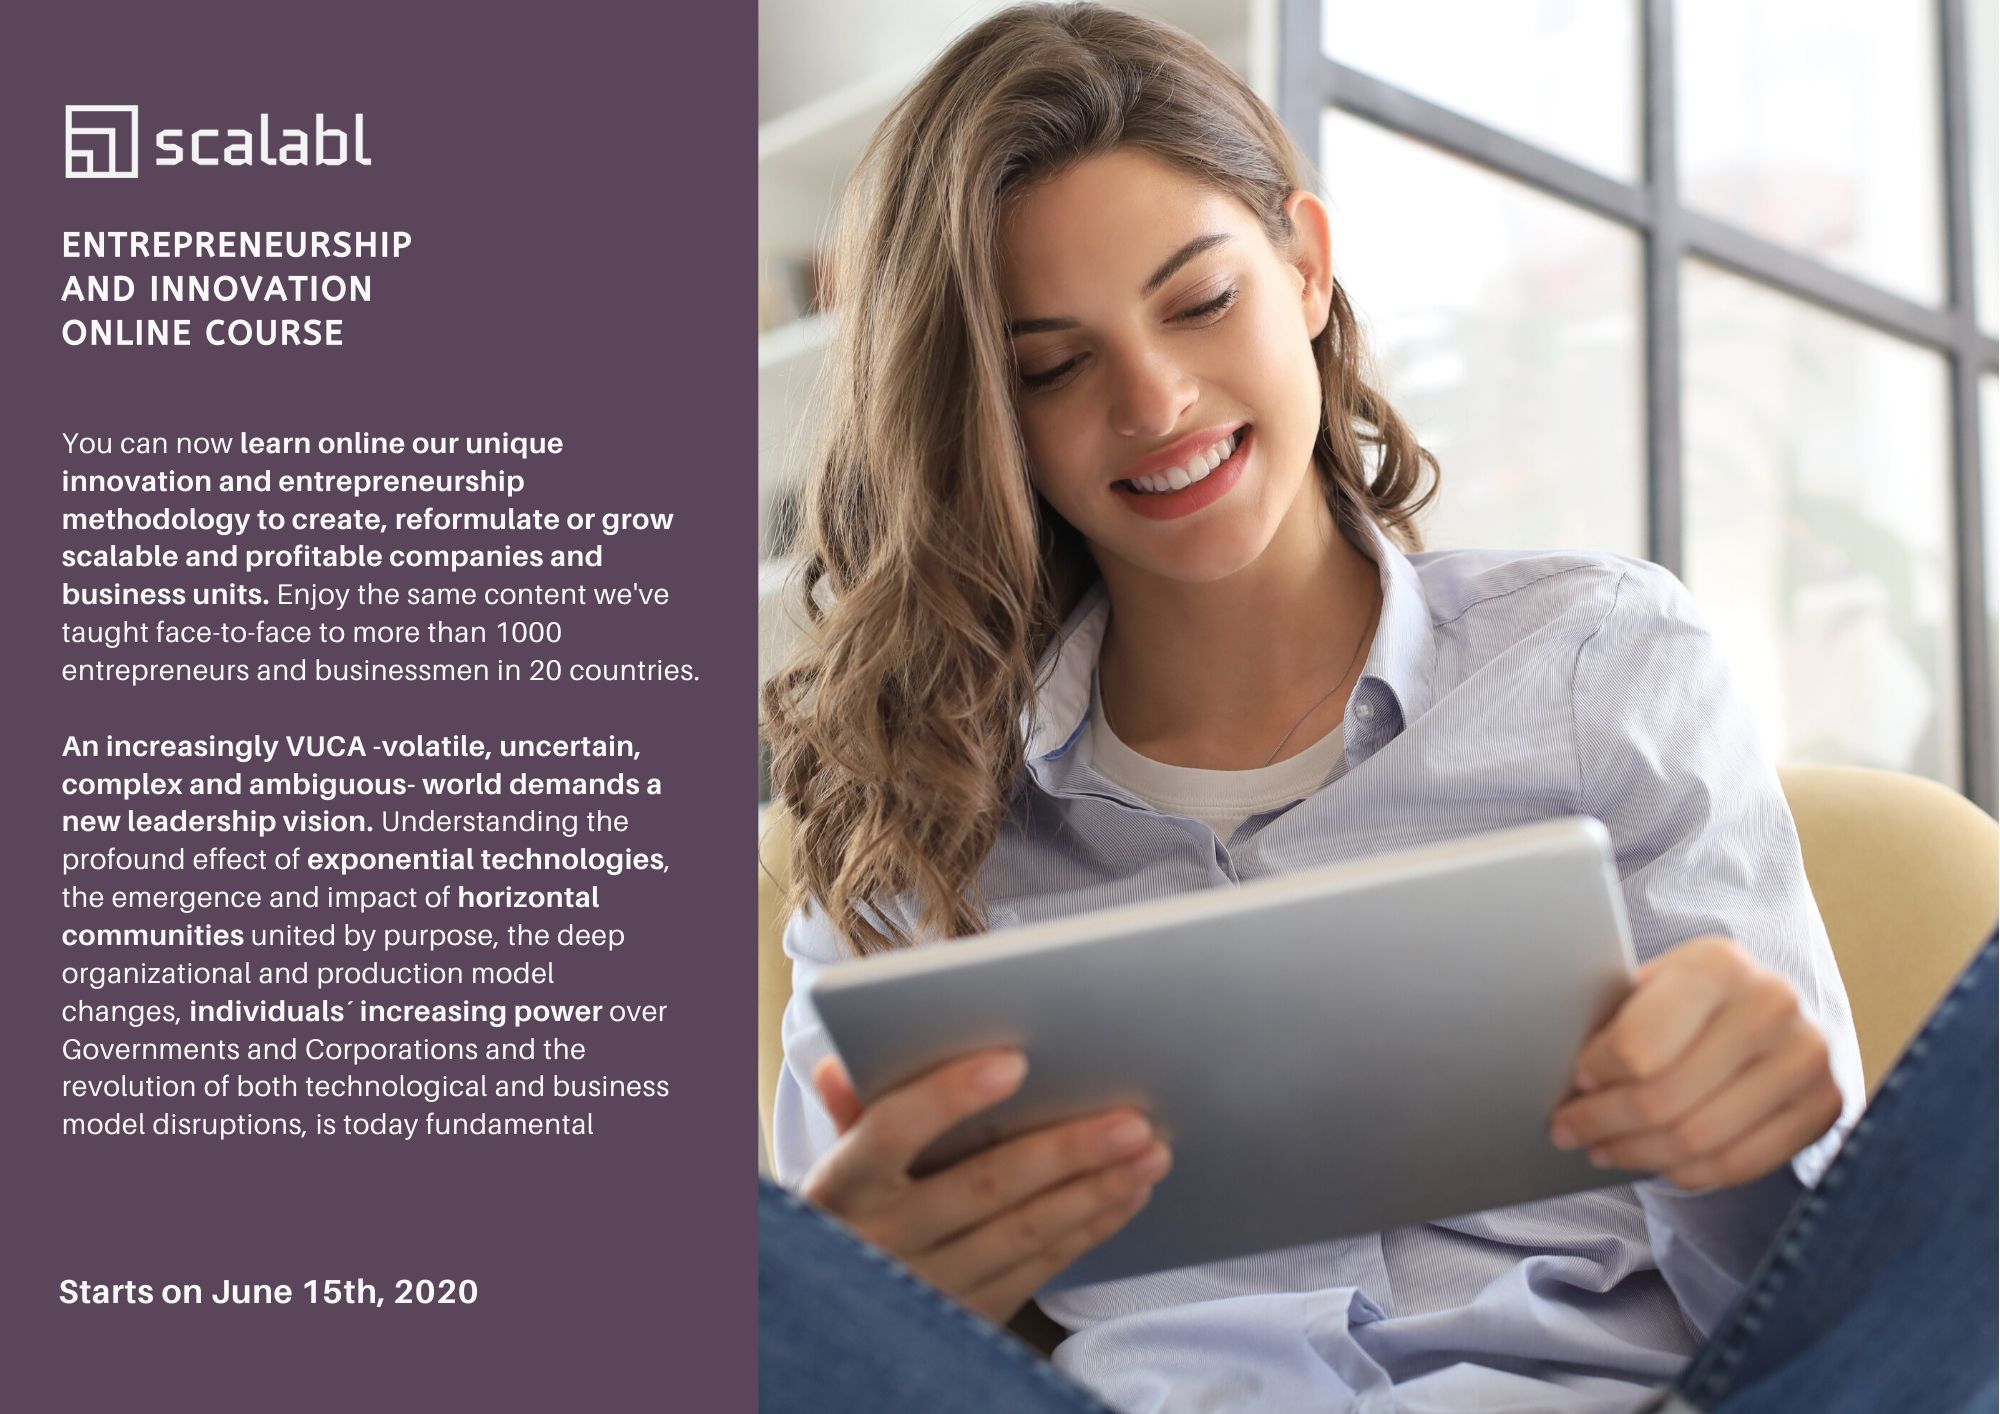 scalabl
ENTREPRENEURSHIP
AND INNOVATION
ONLINE COURSE
You can now learn online our unique
innovation and entrepreneurship
methodology to create, reformulate or grow
scalable and profitable companies and
business units. Enjoy the same content we've
taught face-to-face to more than 1000
entrepreneurs and businessmen in 20 countries.
An increasingly VUCA -volatile, uncertain,
complex and ambiguous- world demands a
new leadership vision. Understanding the
profound effect of exponential technologies,
the emergence and impact of horizontal
communities united by purpose, the deep
organizational and production model
changes, individuals´ increasing power over
Governments and Corporations and the
revolution of both technological and business
model disruptions, is today fundamental
Starts on June 15th, 2020